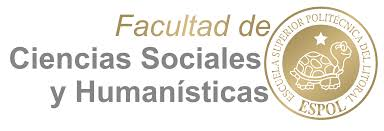 Facultad de
Ciencias Sociales
y Humanísticas
ESCUELA SUPERIOR POLITÉCNICA DEL LITORAL
ESPOL